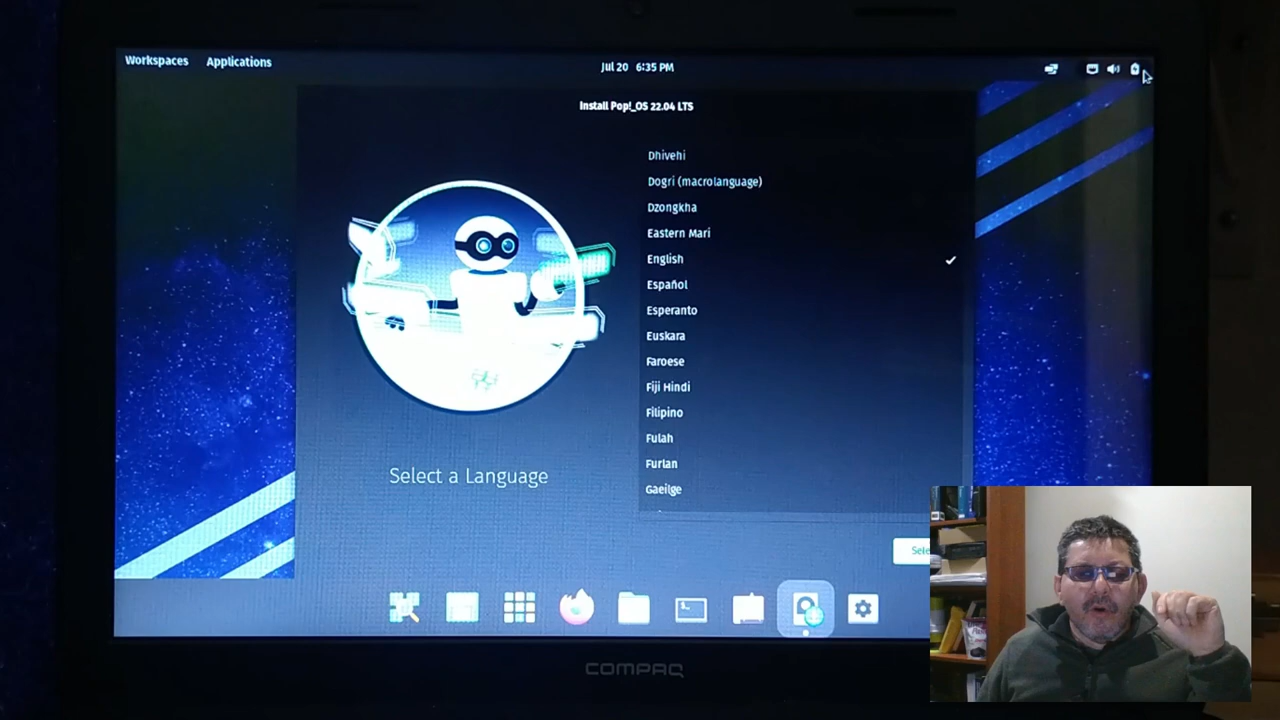 Workspaces Applications
Jul 20 6:35 PM
Install Pop!_OS 22.04 LTS
Dhivehi
Dogri (macrolanguage)
Dzongkha
Eastern Mari
English
Español
Esperanto
Euskara
Faroese
Fiji Hindi
Filipino
Fulah
Furlan
Gaeilge
Select a Language
COMPAQ